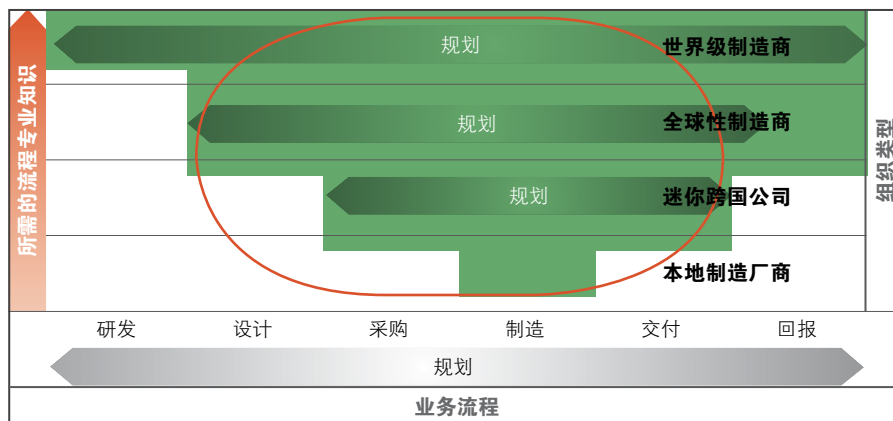 所需的流程专业知识
规划
世界级制造商
规划
全球性制造商
规划
迷你跨国公司
本地制造厂商
组织类型
研发
设计
采购
制造
交付
回报
规划
业务流程